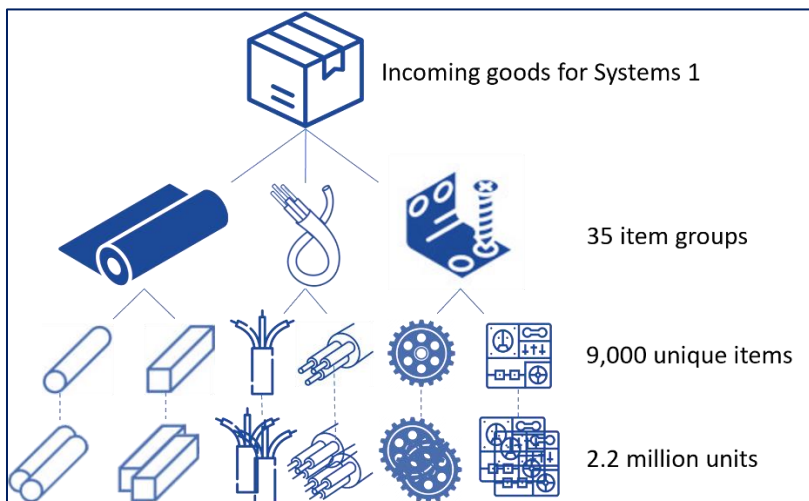 Incoming goods for Systems 1
35 item groups
9,000 unique items
2.2 million units